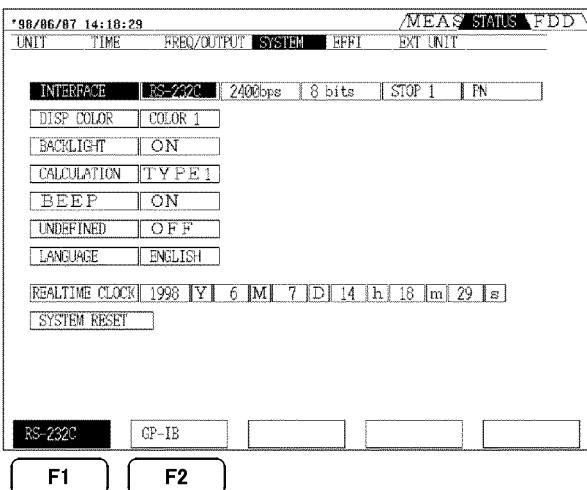 '98/06/07 14:18:29 MEAS STATUS FDD
UNIT TIME FREQ/OUTPUT SYSTEM EFFI EXT UNIT
INTERFACE RS-232C 2400bps 8 bits STOP 1 PN
DISP COLOR COLOR 1
BACKLIGHT ON
CALCULATION TYPE1
BEEP ON
UNDEFINED OFF
LANGUAGE ENGLISH
REALTIME CLOCK 1998 Y 6 M 7 D 14 h 18 m 29 s
SYSTEM RESET
RS-232C GP-IB
F1 F2